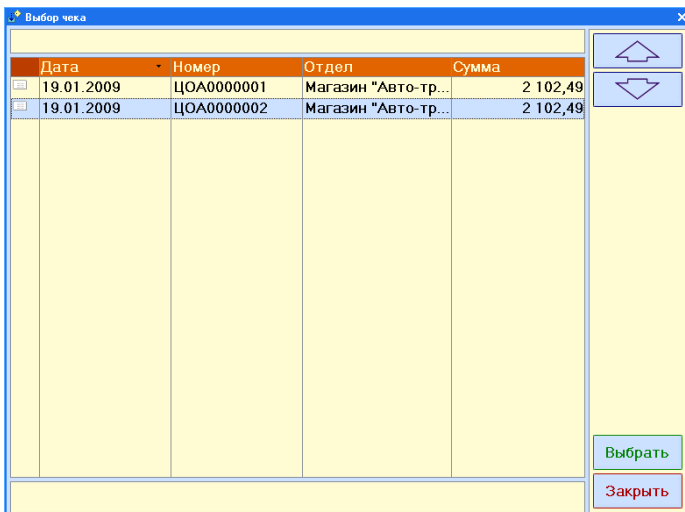 Выбор чека
Дата Номер Отдел Сумма
19.01.2009 ЦОА0000001 Магазин "Авто-тр... 2 102,49
19.01.2009 ЦОА0000002 Магазин "Авто-тр... 2 102,49
Выбрать
Закрыть